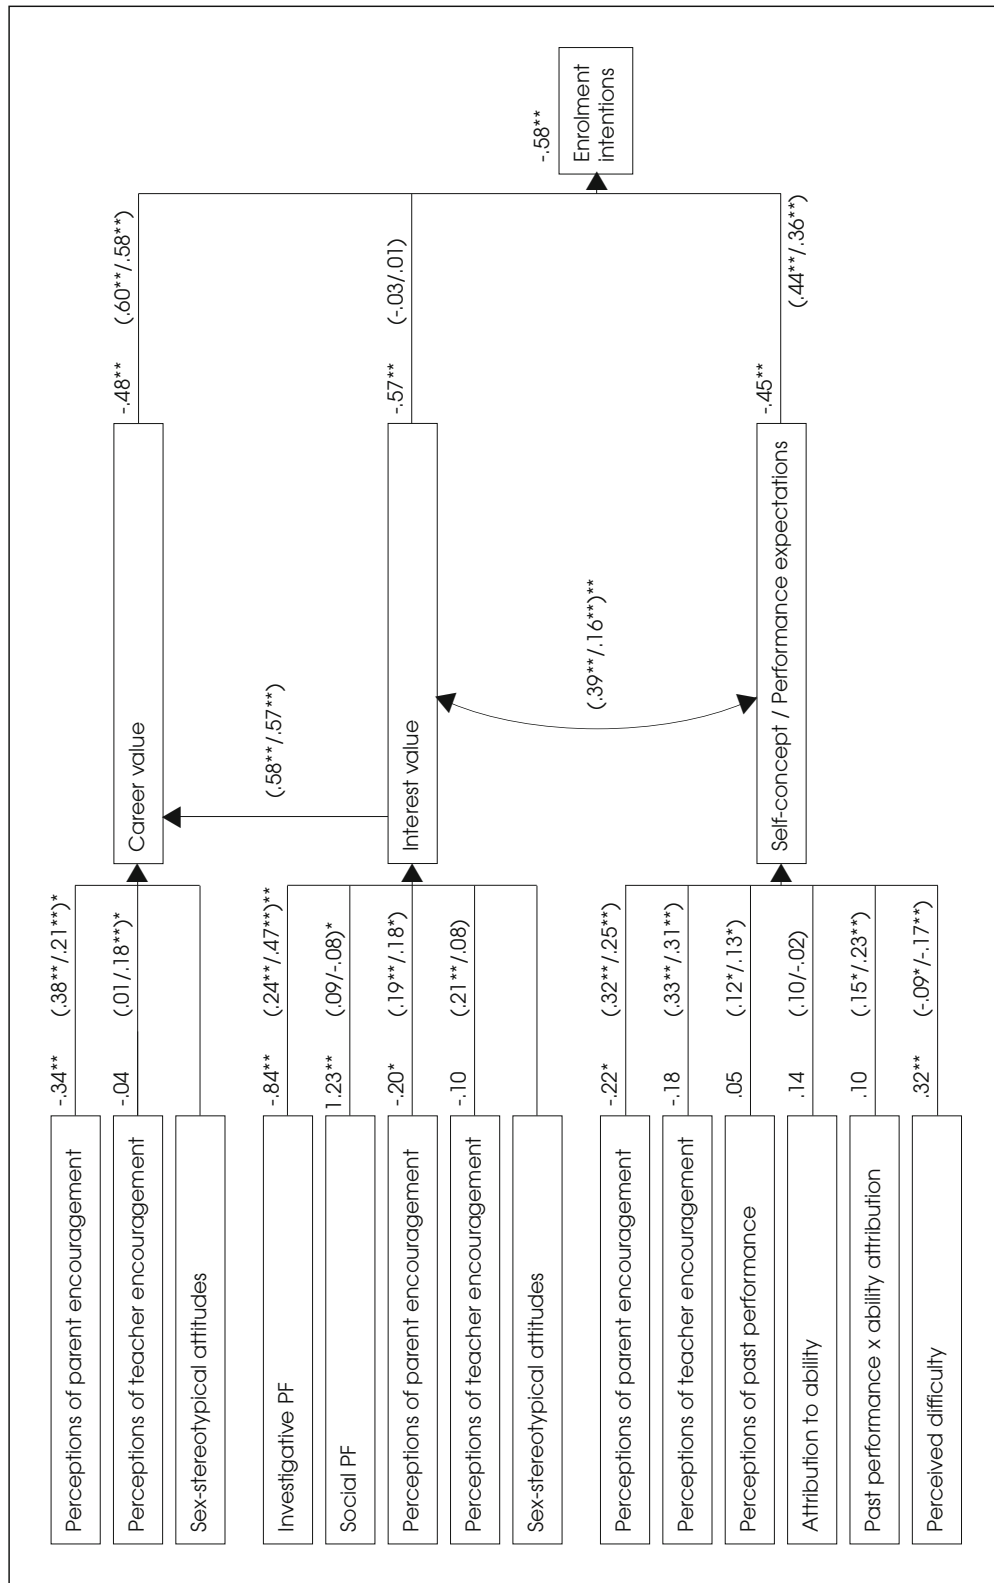 Perceptions of parent encouragement
-.34**
(.38**/.21**)*
Perceptions of teacher encouragement
-.04
(.01/.18**)*
Sex-stereotypical attitudes
Career value
-.48**
(.60**/.58**)
(.58**/.57**)
Investigative PF
-.84**
(.24**/.47**)**
Social PF
1.23**
(.09/-.08)*
Perceptions of parent encouragement
-.20*
(.19**/.18*)
Perceptions of teacher encouragement
-.10
(.21**/.08)
Sex-stereotypical attitudes
Interest value
-.57**
(-.03/.01)
(.39**/.16**)**
-.58**
Enrolment
intentions
Perceptions of parent encouragement
-.22*
(.32**/.25**)
Perceptions of teacher encouragement
-.18
(.33**/.31**)
Perceptions of past performance
.05
(.12*/.13*)
Attribution to ability
.14
(.10/-.02)
Past performance x ability attribution
.10
(.15*/.23**)
Perceived difficulty
.32**
(-.09*/-.17**)
Self-concept / Performance expectations
-.45**
(.44**/.36**)